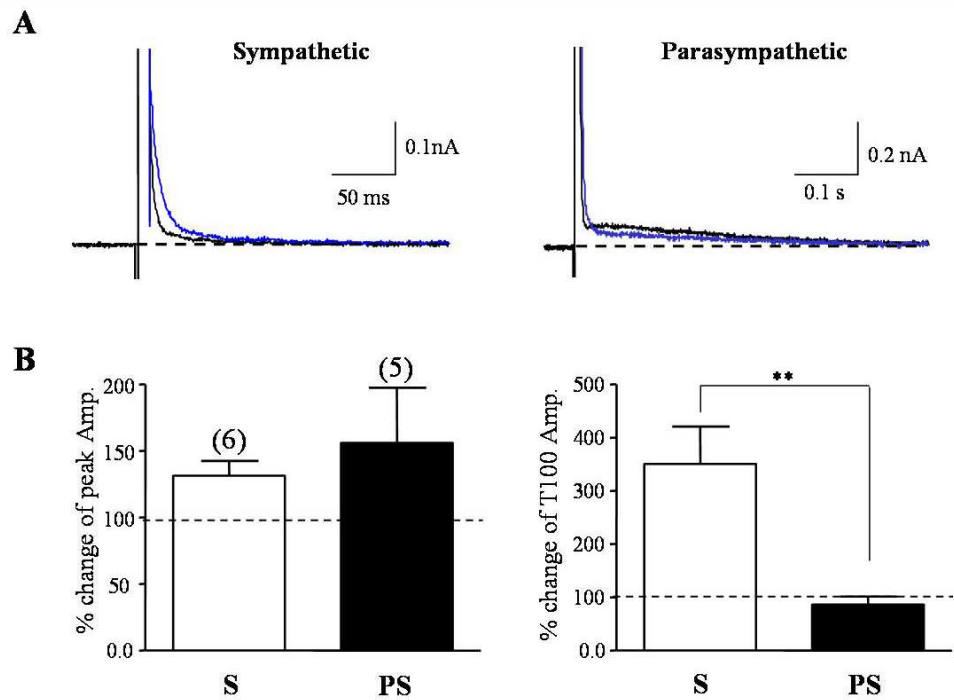 A
Sympathetic
0.1nA
50 ms
Parasympathetic
0.2 nA
0.1 s
B
% change of peak Amp.
200
150
100
50
0.0
(6)
(5)
S
PS
% change of T100 Amp.
500
400
300
200
100
0.0
**
S
PS